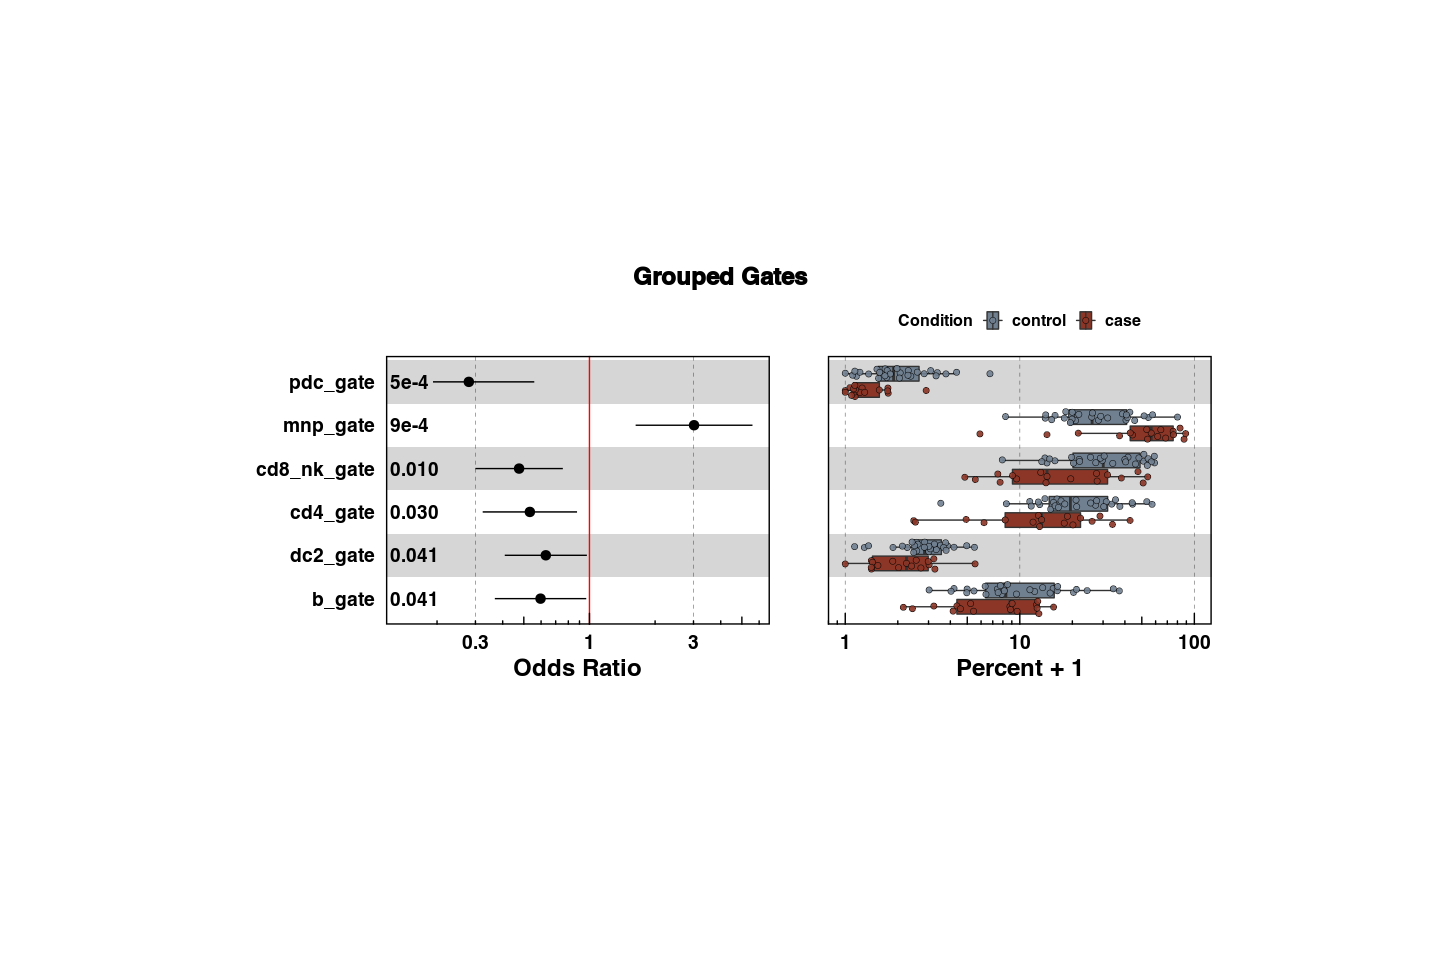 Grouped Gates
Condition control case
pdc_gate 5e-4
mnp_gate 9e-4
cd8_nk_gate 0.010
cd4_gate 0.030
dc2_gate 0.041
b_gate 0.041
0.3 1 3 1 10 100
Odds Ratio Percent + 1